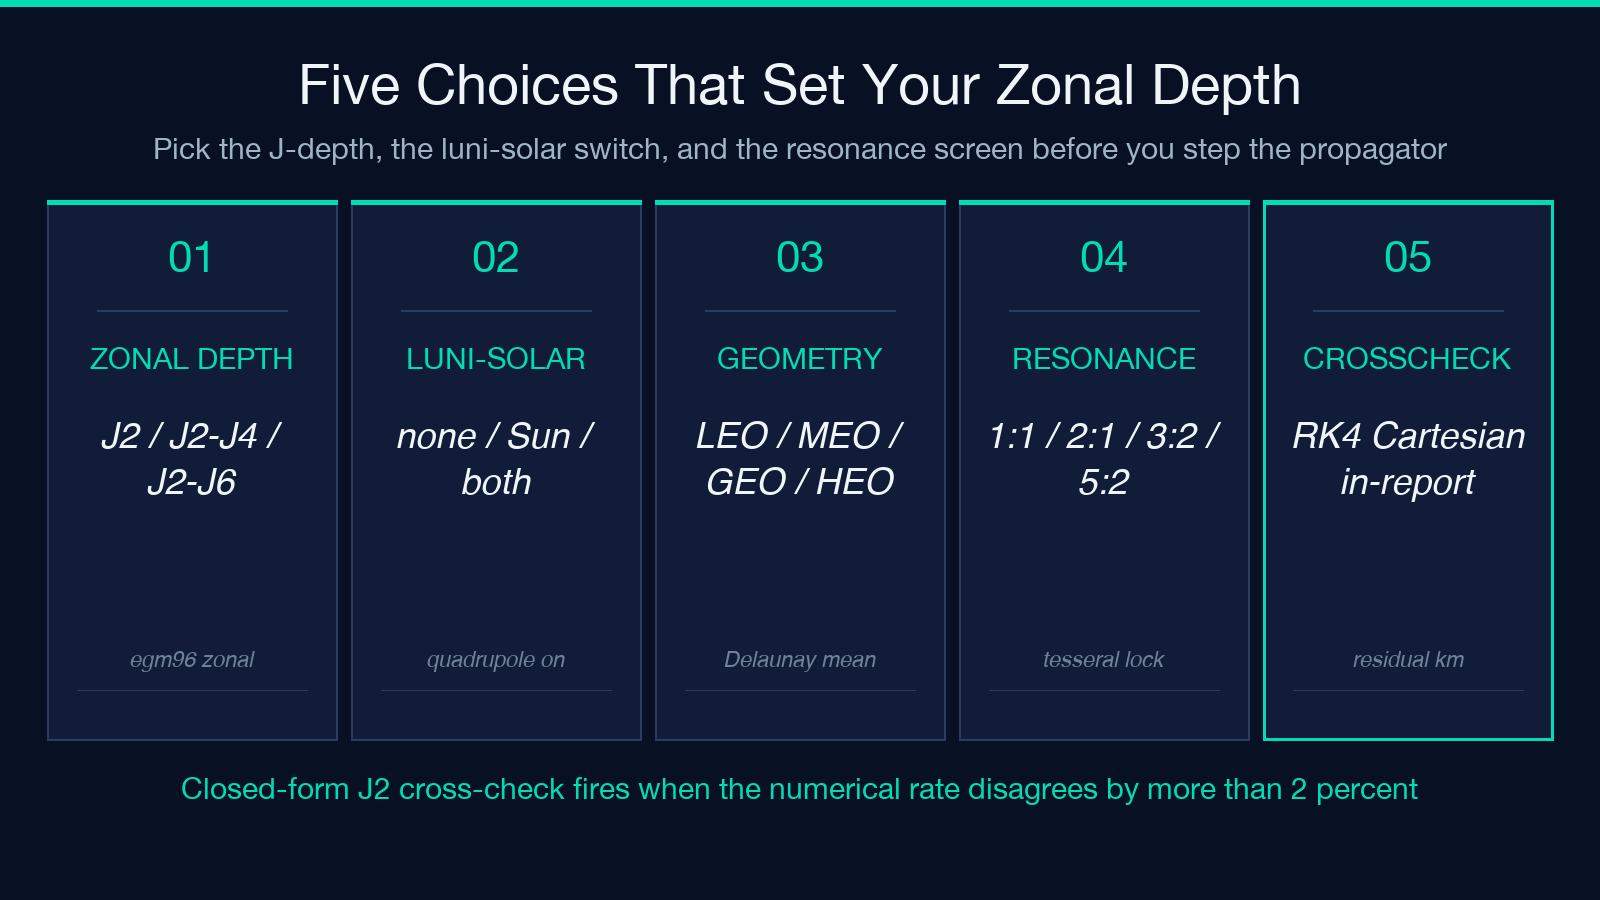 Five Choices That Set Your Zonal Depth
Pick the J-depth, the luni-solar switch, and the resonance screen before you step the propagator
01
ZONAL DEPTH
J2 / J2-J4 /
J2-J6
egm96 zonal
02
LUNI-SOLAR
none / Sun /
both
quadrupole on
03
GEOMETRY
LEO / MEO /
GEO / HEO
Delaunay mean
04
RESONANCE
1:1 / 2:1 / 3:2 /
5:2
tesseral lock
05
CROSSCHECK
RK4 Cartesian
in-report
residual km
Closed-form J2 cross-check fires when the numerical rate disagrees by more than 2 percent